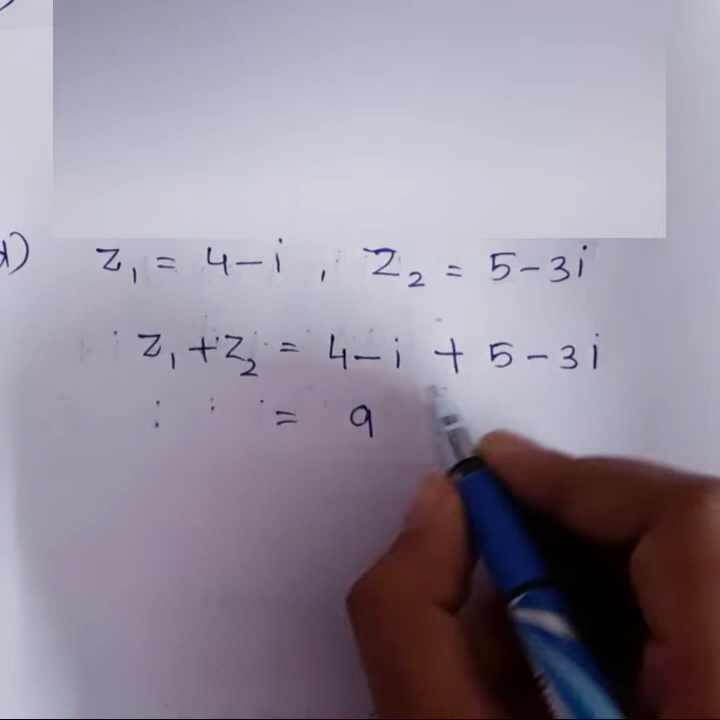 d) z₁ = 4-i , z₂ = 5-3i
z₁+z₂ = 4-i + 5-3i
= 9